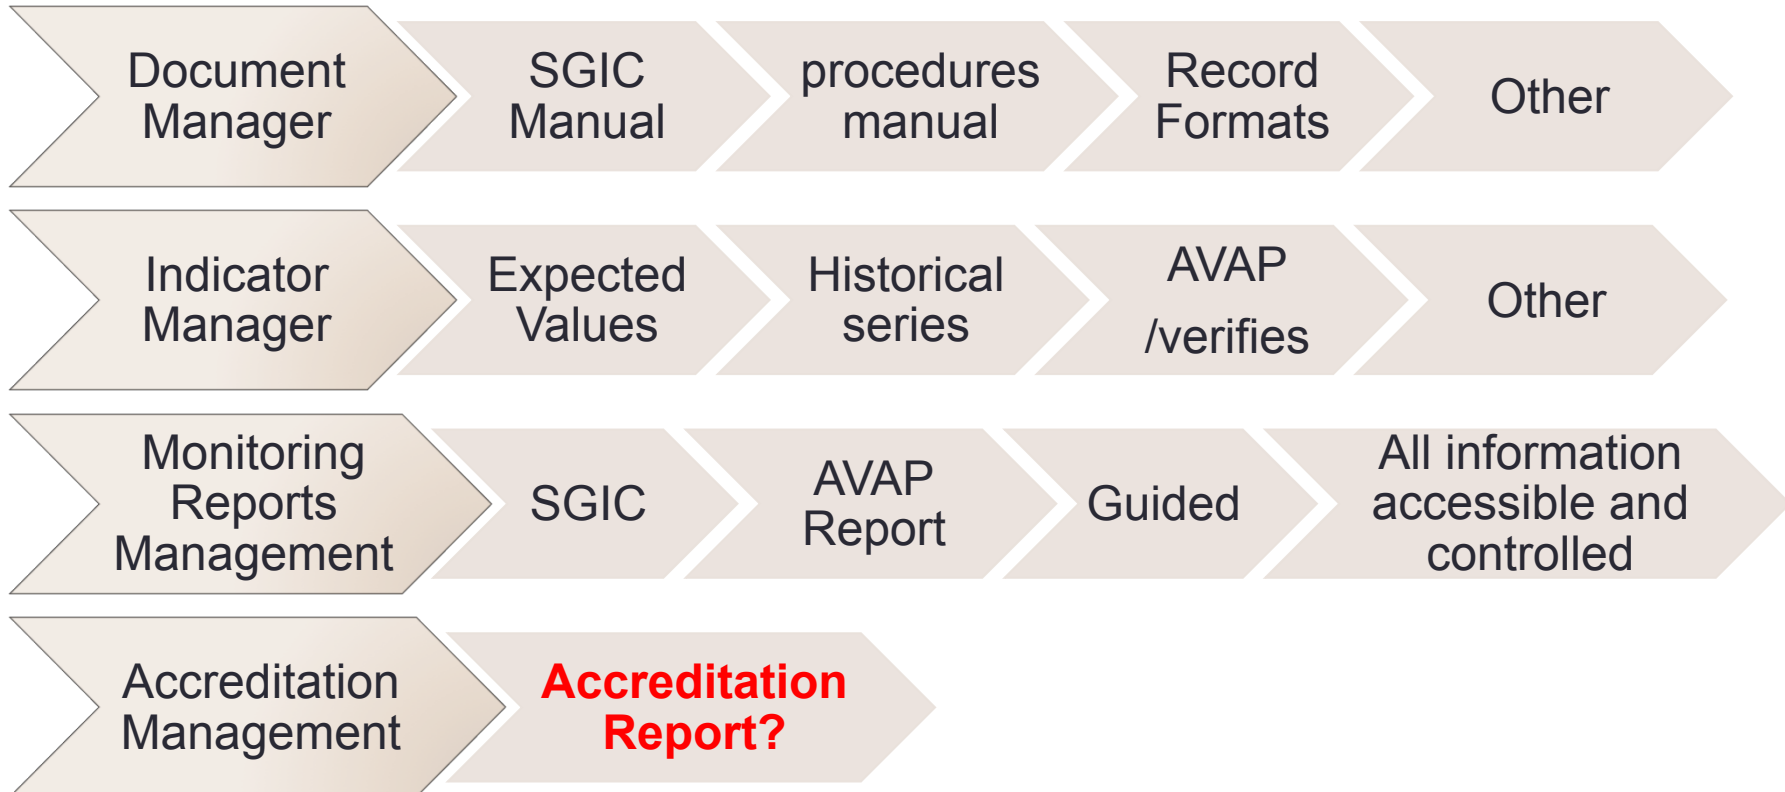 Document
Manager
SGIC
Manual
procedures
manual
Record
Formats
Other
Indicator
Manager
Expected
Values
Historical
series
AVAP
/verifies
Other
Monitoring
Reports
Management
SGIC
AVAP
Report
Guided
All information
accessible and
controlled
Accreditation
Management
Accreditation
Report?